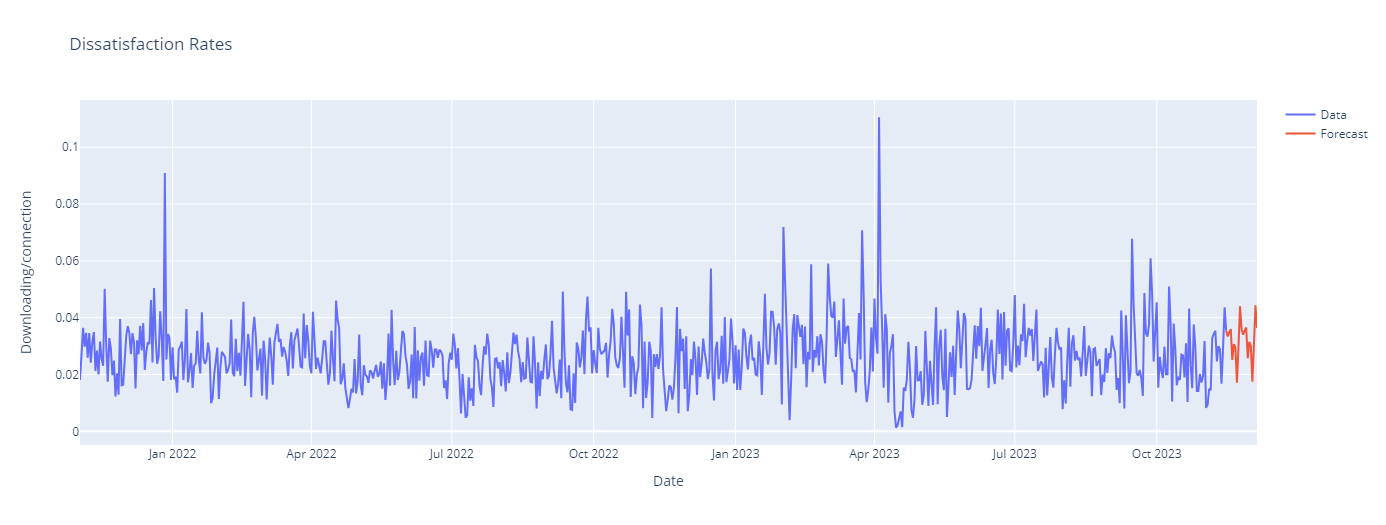 Dissatisfaction Rates
Data
Forecast
Downloading/connection
0.1
0.08
0.06
0.04
0.02
0
Jan 2022
Apr 2022
Jul 2022
Oct 2022
Jan 2023
Apr 2023
Jul 2023
Oct 2023
Date